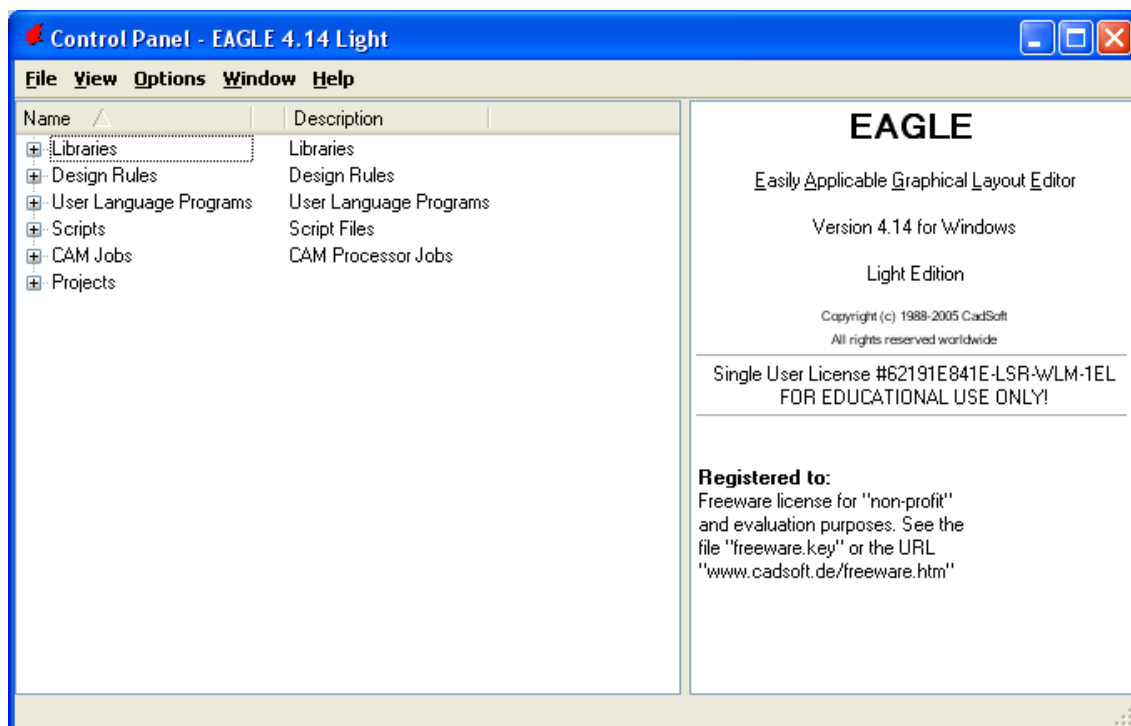 Control Panel - EAGLE 4.14 Light
File View Options Window Help
Name Description
Libraries Libraries
Design Rules Design Rules
User Language Programs User Language Programs
Scripts Script Files
CAM Jobs CAM Processor Jobs
Projects
EAGLE
Easily Applicable Graphical Layout Editor
Version 4.14 for Windows
Light Edition
Copyright (c) 1988-2005 CadSoft
All rights reserved worldwide
Single User License #62191E841E-LSR-WLM-1EL
FOR EDUCATIONAL USE ONLY!
Registered to:
Freeware license for "non-profit"
and evaluation purposes. See the
file "freeware.key" or the URL
"www.cadsoft.de/freeware.htm"